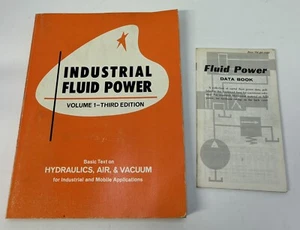 INDUSTRIAL
FLUID POWER
VOLUME 1-THIRD EDITION
Basic Text on
HYDRAULICS, AIR, & VACUUM
for Industrial and Mobile Applications
Fluid Power
DATA BOOK